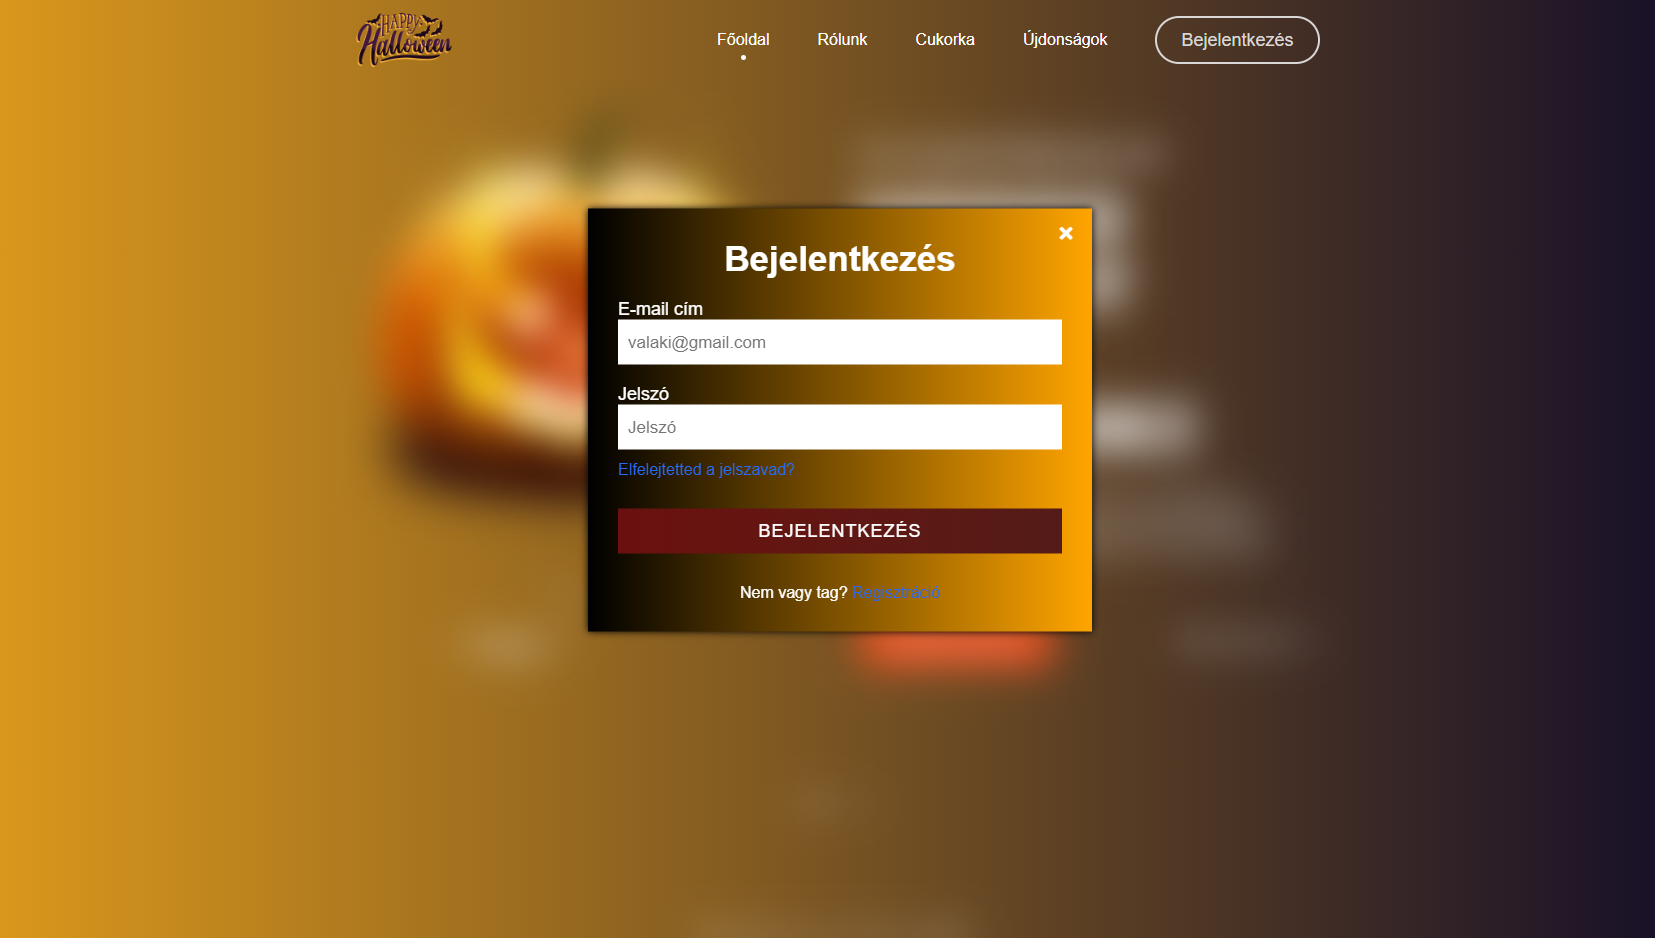 HAPPY
Halloween
Főoldal
Rólunk
Cukorka
Újdonságok
Bejelentkezés
Bejelentkezés
E-mail cím
valaki@gmail.com
Jelszó
Jelszó
Elfelejtetted a jelszavad?
BEJELENTKEZÉS
Nem vagy tag? Regisztráció